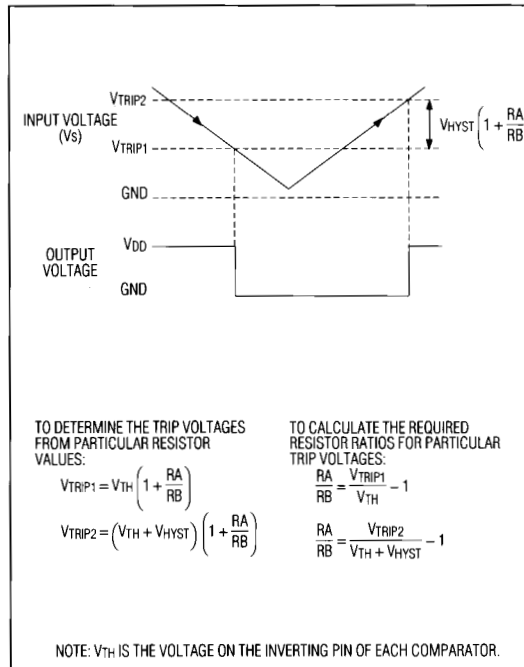 VTRIP2
INPUT VOLTAGE
(Vs)
VTRIP1
GND
VHYST (1 + RA/RB
OUTPUT
VOLTAGE
VDD
GND
TO DETERMINE THE TRIP VOLTAGES
FROM PARTICULAR RESISTOR
VALUES:
VTRIP1 = VTH (1 + RA/RB)
VTRIP2 = (VTH + VHYST) (1 + RA/RB)
TO CALCULATE THE REQUIRED
RESISTOR RATIOS FOR PARTICULAR
TRIP VOLTAGES:
RA/RB = VTRIP1/VTH - 1
RA/RB = VTRIP2/VTH + VHYST - 1
NOTE: VTH IS THE VOLTAGE ON THE INVERTING PIN OF EACH COMPARATOR.